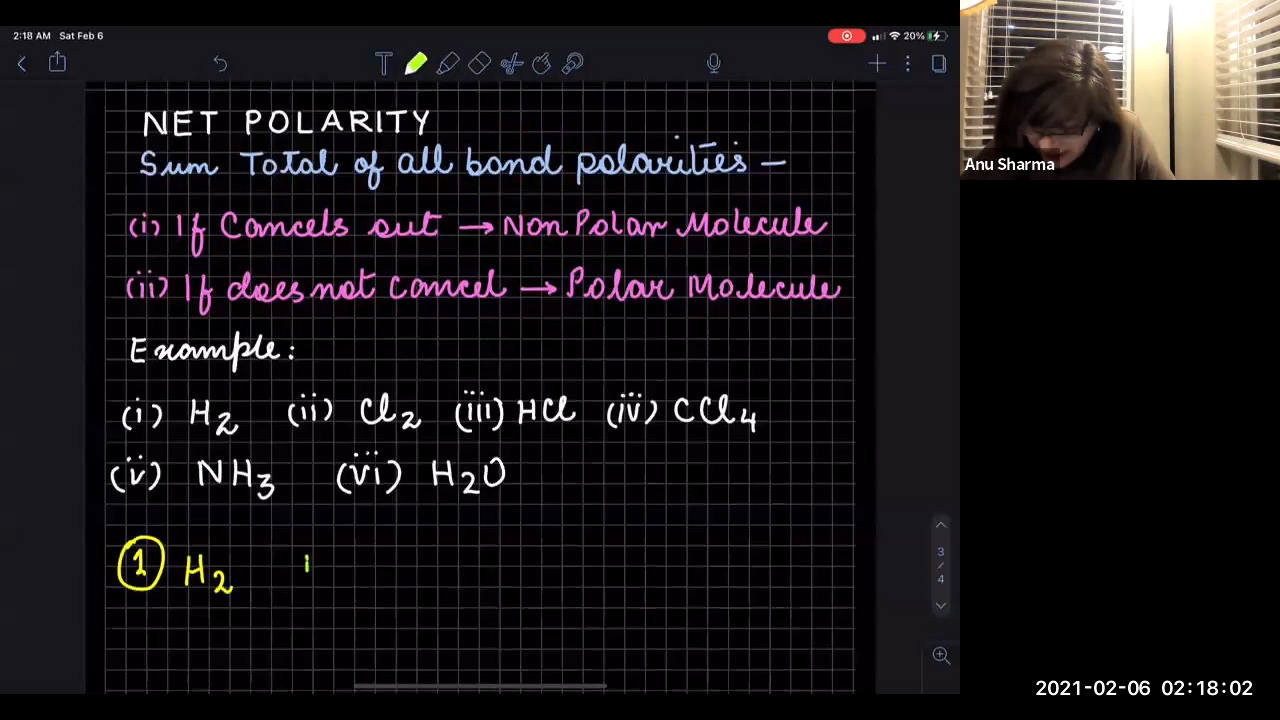 2:18 AM Sat Feb 6
20%
NET POLARITY
Sum Total of all bond polarities –
(i) If Cancels out → Non Polar Molecule
(ii) If does not cancel → Polar Molecule
Example:
(i) H2 (ii) Cl2 (iii) HCl (iv) CCl4
(v) NH3 (vi) H2O
1 H2
3 / 4
Anu Sharma
2021-02-06 02:18:02